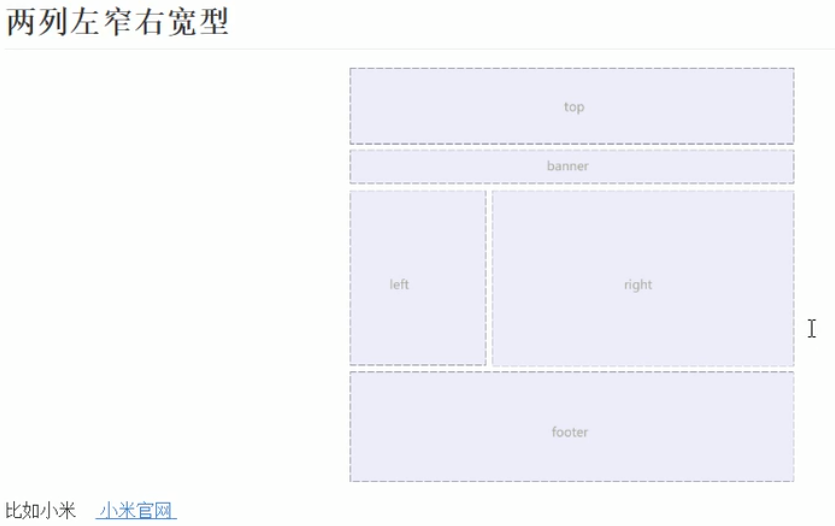 两列左窄右宽型
top
banner
left
right
footer
比如小米 小米官网